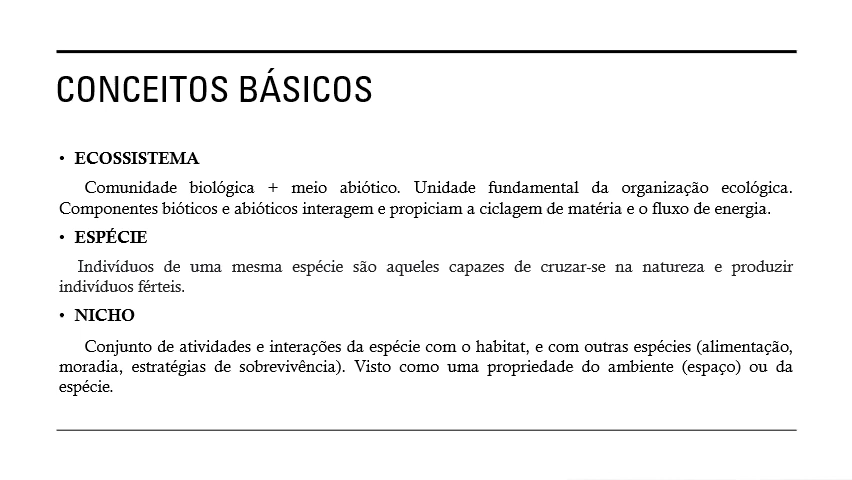 CONCEITOS BÁSICOS
• ECOSSISTEMA
Comunidade biológica + meio abiótico. Unidade fundamental da organização ecológica.
Componentes bióticos e abióticos interagem e propiciam a ciclagem de matéria e o fluxo de energia.
• ESPÉCIE
Indivíduos de uma mesma espécie são aqueles capazes de cruzar-se na natureza e produzir
indivíduos férteis.
• NICHO
Conjunto de atividades e interações da espécie com o habitat, e com outras espécies (alimentação,
moradia, estratégias de sobrevivência). Visto como uma propriedade do ambiente (espaço) ou da
espécie.